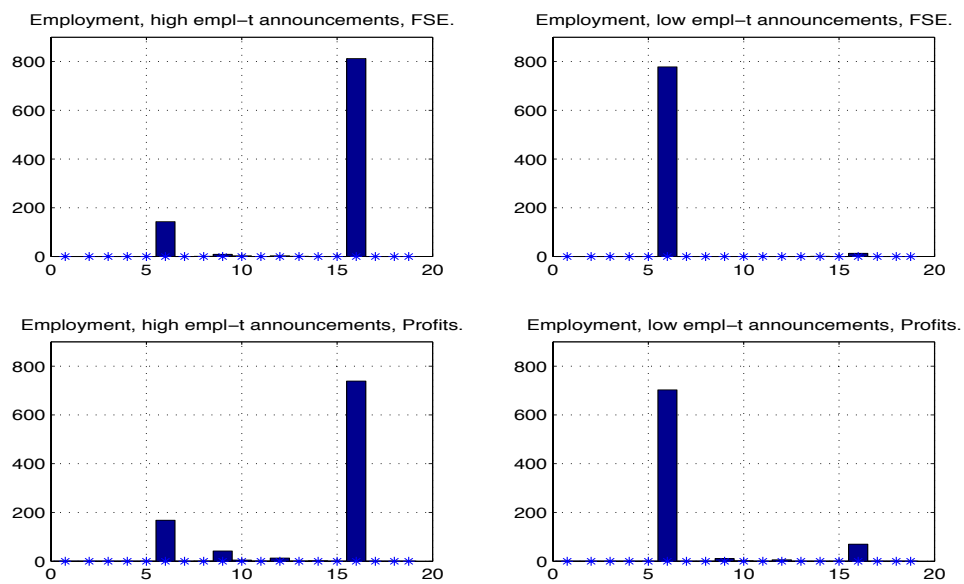 Employment, high empl−t announcements, FSE.
800
600
400
200
0
0 5 10 15 20
Employment, low empl−t announcements, FSE.
800
600
400
200
0
0 5 10 15 20
Employment, high empl−t announcements, Profits.
800
600
400
200
0
0 5 10 15 20
Employment, low empl−t announcements, Profits.
800
600
400
200
0
0 5 10 15 20